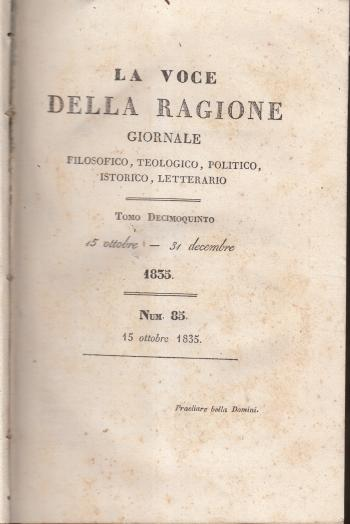 LA VOCE
DELLA RAGIONE
GIORNALE
FILOSOFICO, TEOLOGICO, POLITICO,
ISTORICO, LETTERARIO
TOMO DECIMOQUINTO
15 ottobre — 31 decembre
1835.
NUM. 85.
15 ottobre 1835.
Praeliare bella Domini.